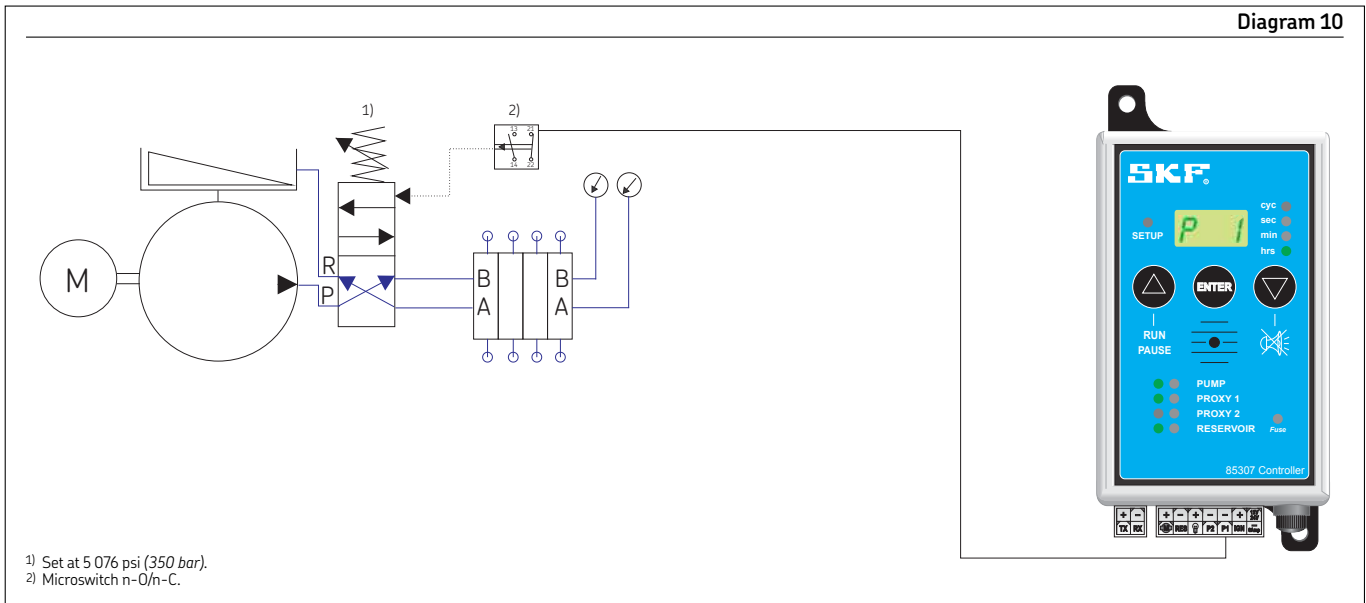 Diagram 10
1)
2)
13 21
14 22
M
R
P
B
A
B
A
SKF®
cyc
sec
min
hrs
SETUP
P 1
ENTER
RUN
PAUSE
PUMP
PROXY 1
PROXY 2
RESERVOIR
Fuse
85307 Controller
+ -
TX RX
+ - + - - + 12V 24V
M RES P2 P1 IGN
1) Set at 5 076 psi (350 bar).
2) Microswitch n-O/n-C.